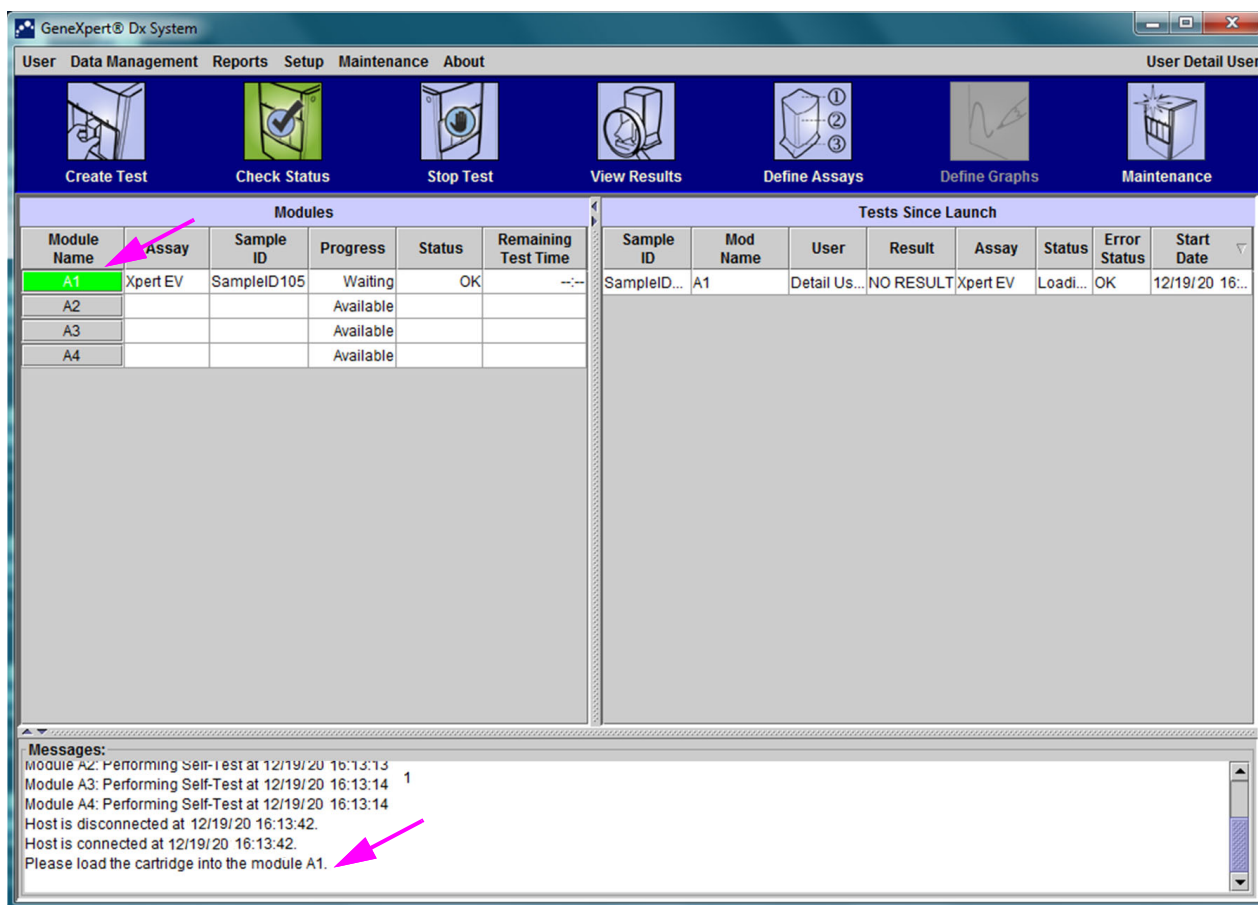 GeneXpert® Dx System
User Data Management Reports Setup Maintenance About User Detail User
Create Test Check Status Stop Test View Results Define Assays Define Graphs Maintenance
Modules
Module Name Assay Sample ID Progress Status Remaining Test Time
A1 Xpert EV SampleID105 Waiting OK --:--
A2 Available
A3 Available
A4 Available
Tests Since Launch
Sample ID Mod Name User Result Assay Status Error Status Start Date
SampleID... A1 Detail Us... NO RESULT Xpert EV Loadi... OK 12/19/20 16:..
Messages:
Module A2: Performing Self-Test at 12/19/20 16:13:13
Module A3: Performing Self-Test at 12/19/20 16:13:14 1
Module A4: Performing Self-Test at 12/19/20 16:13:14
Host is disconnected at 12/19/20 16:13:42.
Host is connected at 12/19/20 16:13:42.
Please load the cartridge into the module A1.